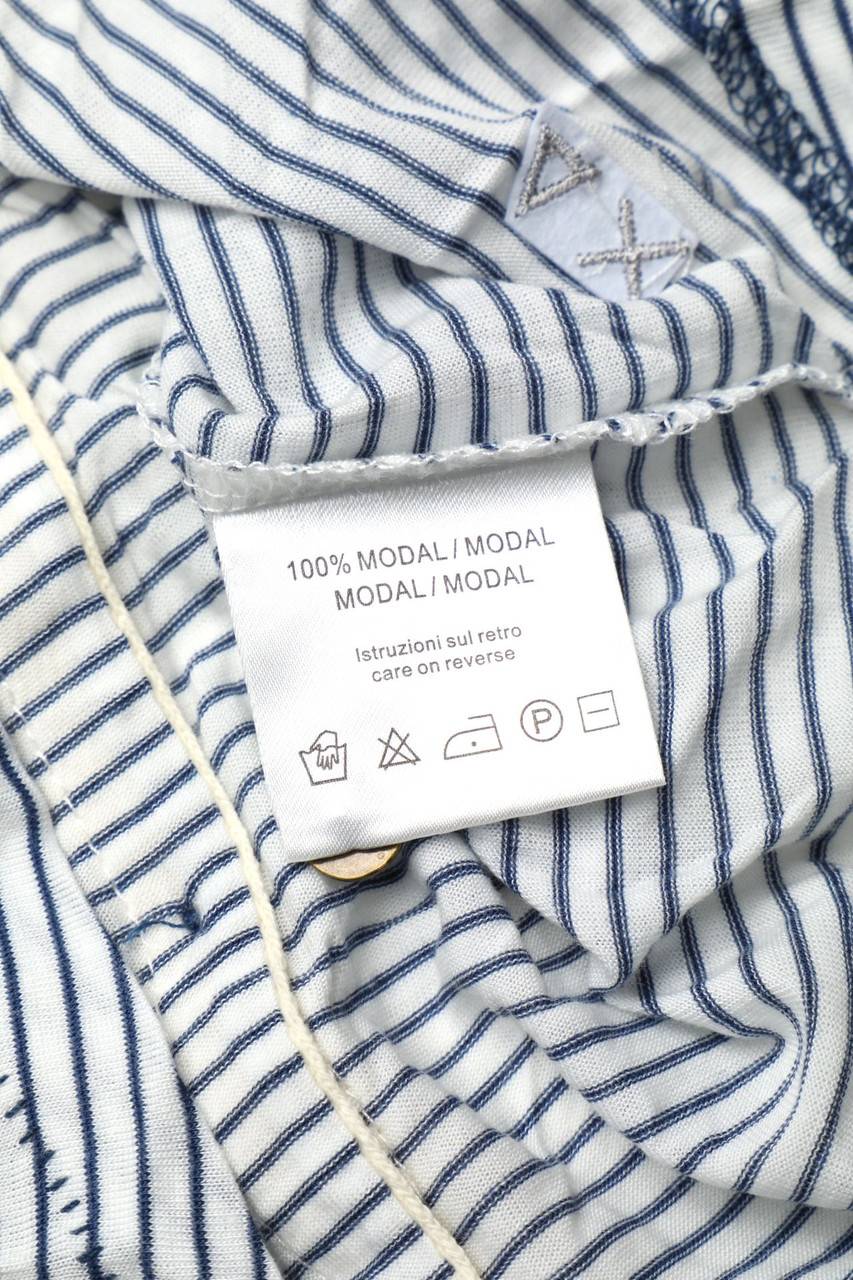 100% MODAL / MODAL
MODAL / MODAL
Istruzioni sul retro
care on reverse
P